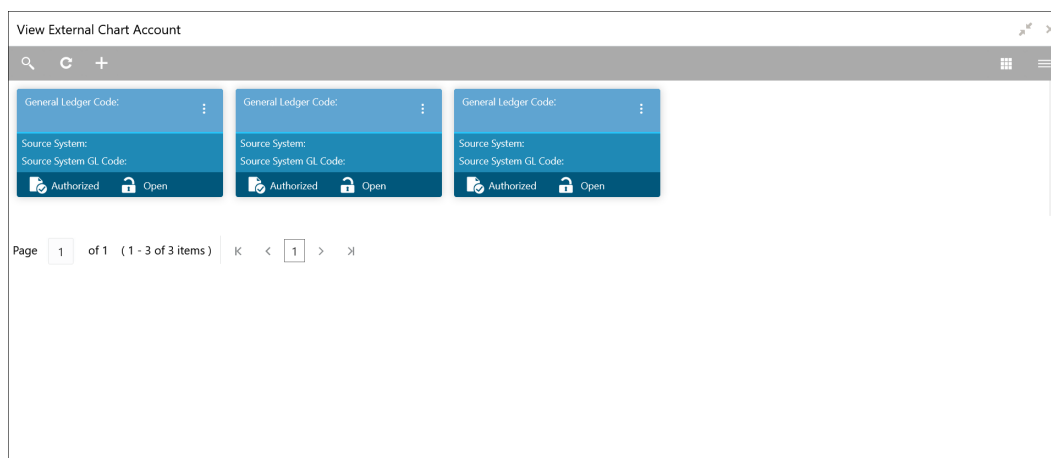 View External Chart Account
General Ledger Code:
Source System:
Source System GL Code:
Authorized Open
General Ledger Code:
Source System:
Source System GL Code:
Authorized Open
General Ledger Code:
Source System:
Source System GL Code:
Authorized Open
Page 1 of 1 ( 1 - 3 of 3 items ) 1